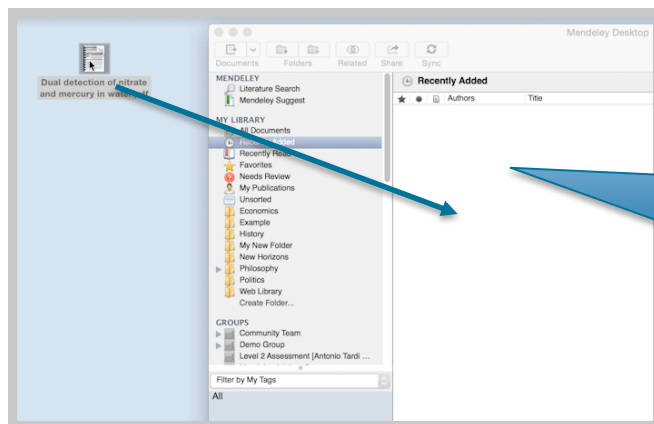 Mendeley Desktop
Documents Folders Related Share Sync
Dual detection of nitrate
and mercury in water.pdf
MENDELEY
Literature Search
Mendeley Suggest
MY LIBRARY
All Documents
Recently Added
Recently Read
Favorites
Needs Review
My Publications
Unsorted
Economics
Example
History
My New Folder
New Horizons
Philosophy
Politics
Web Library
Create Folder...
GROUPS
Community Team
Demo Group
Level 2 Assessment [Antonio Tardi ...
Filter by My Tags
All
Recently Added
Authors Title